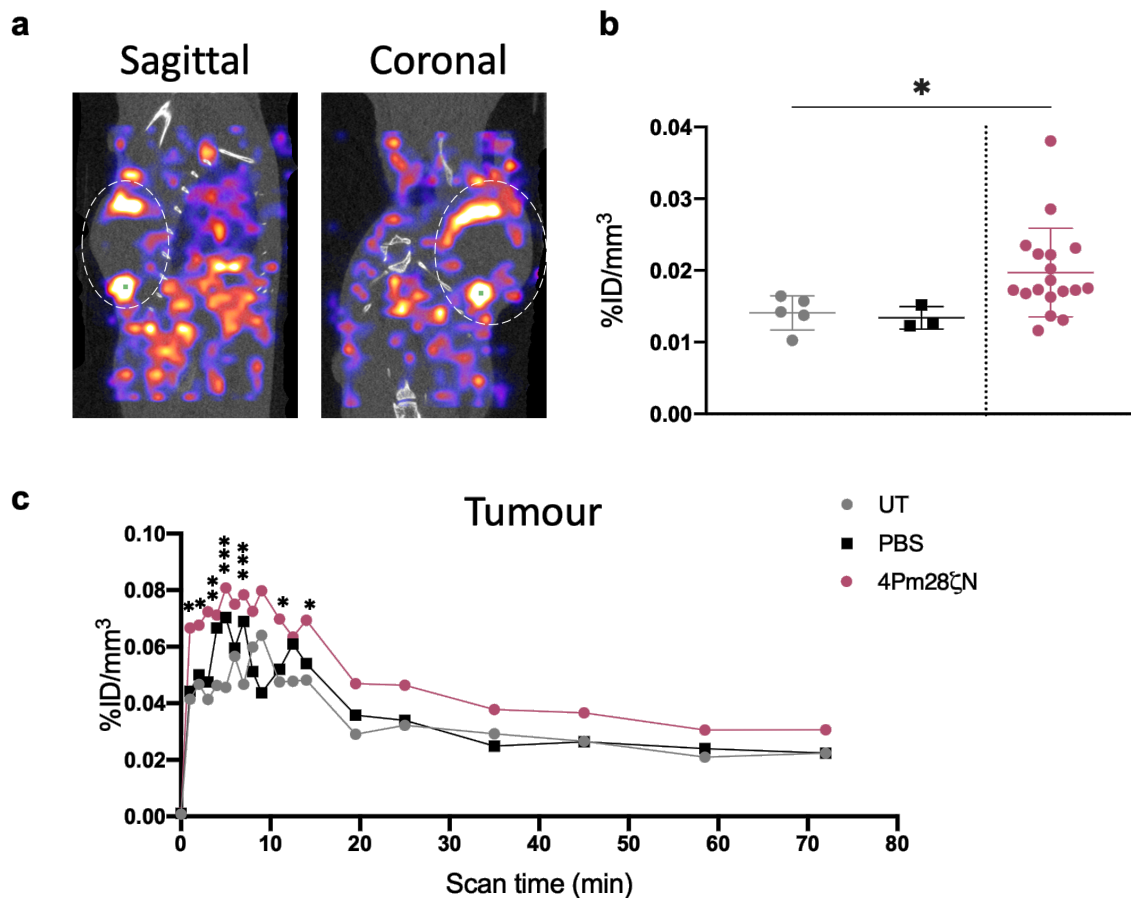 a
Sagittal
Coronal
b
*
%ID/mm³
0.04
0.03
0.02
0.01
0.00
c
Tumour
UT
PBS
4Pm28ζN
%ID/mm³
0.10
0.08
0.06
0.04
0.02
0.00
* * ** *** *** * *
0 10 20 30 40 50 60 70 80
Scan time (min)